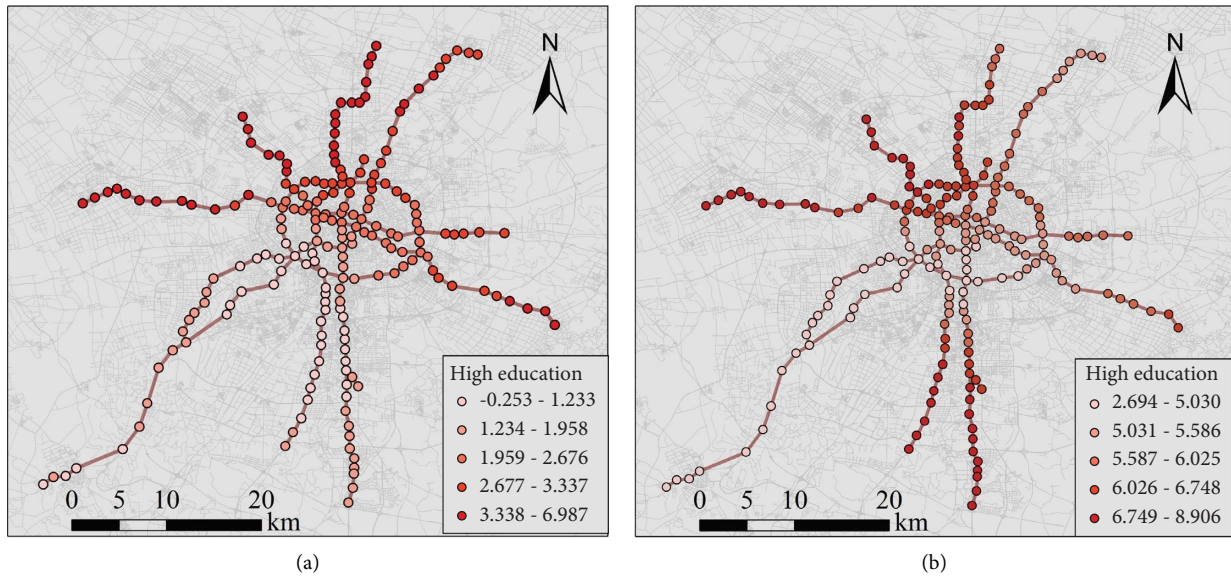 N
High education
-0.253 - 1.233
1.234 - 1.958
1.959 - 2.676
2.677 - 3.337
3.338 - 6.987
0 5 10 20
km
(a)
N
High education
2.694 - 5.030
5.031 - 5.586
5.587 - 6.025
6.026 - 6.748
6.749 - 8.906
0 5 10 20
km
(b)